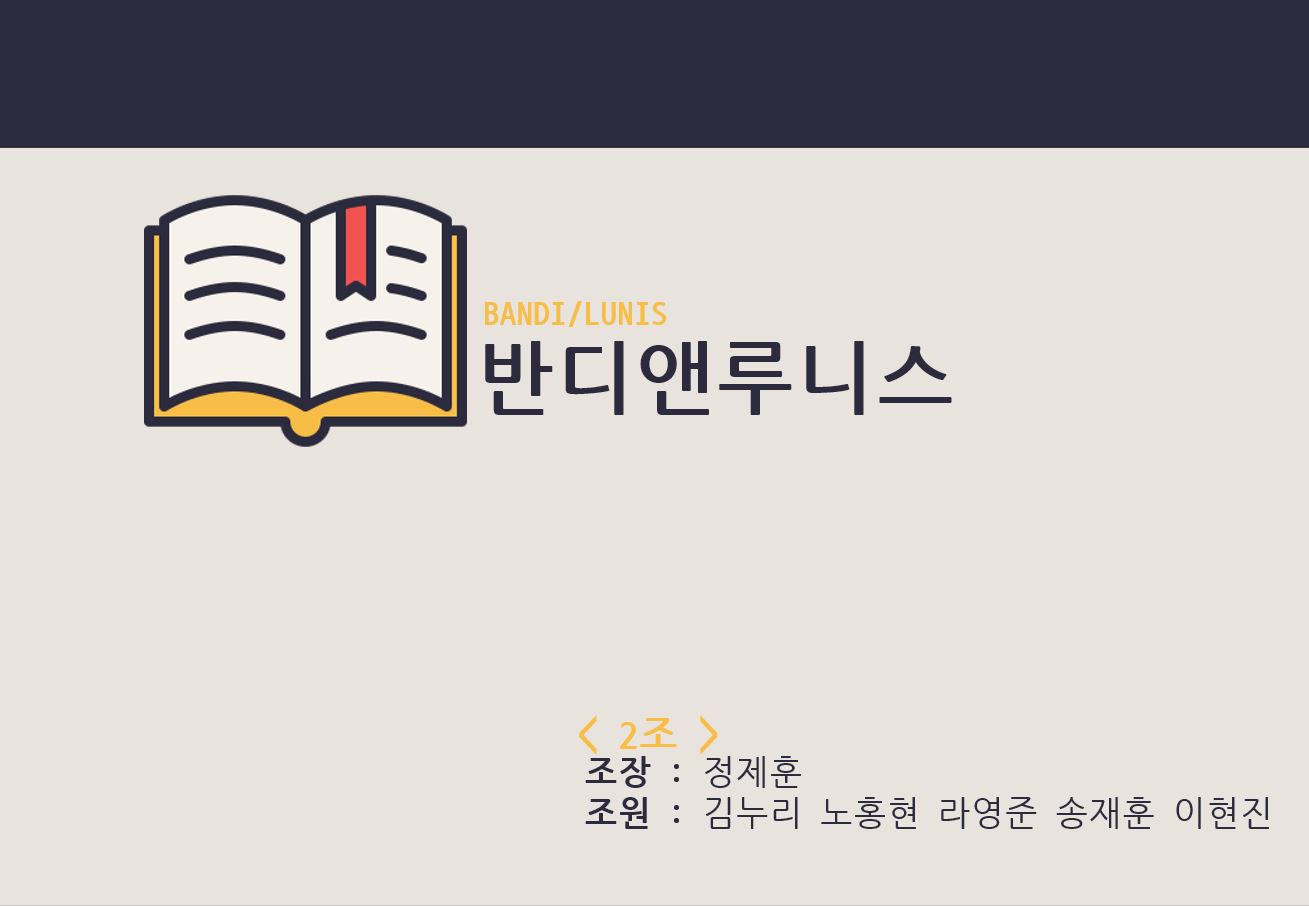 BANDI/LUNIS
반디앤루니스
< 2조 >
조장 : 정제훈
조원 : 김누리 노홍현 라영준 송재훈 이현진